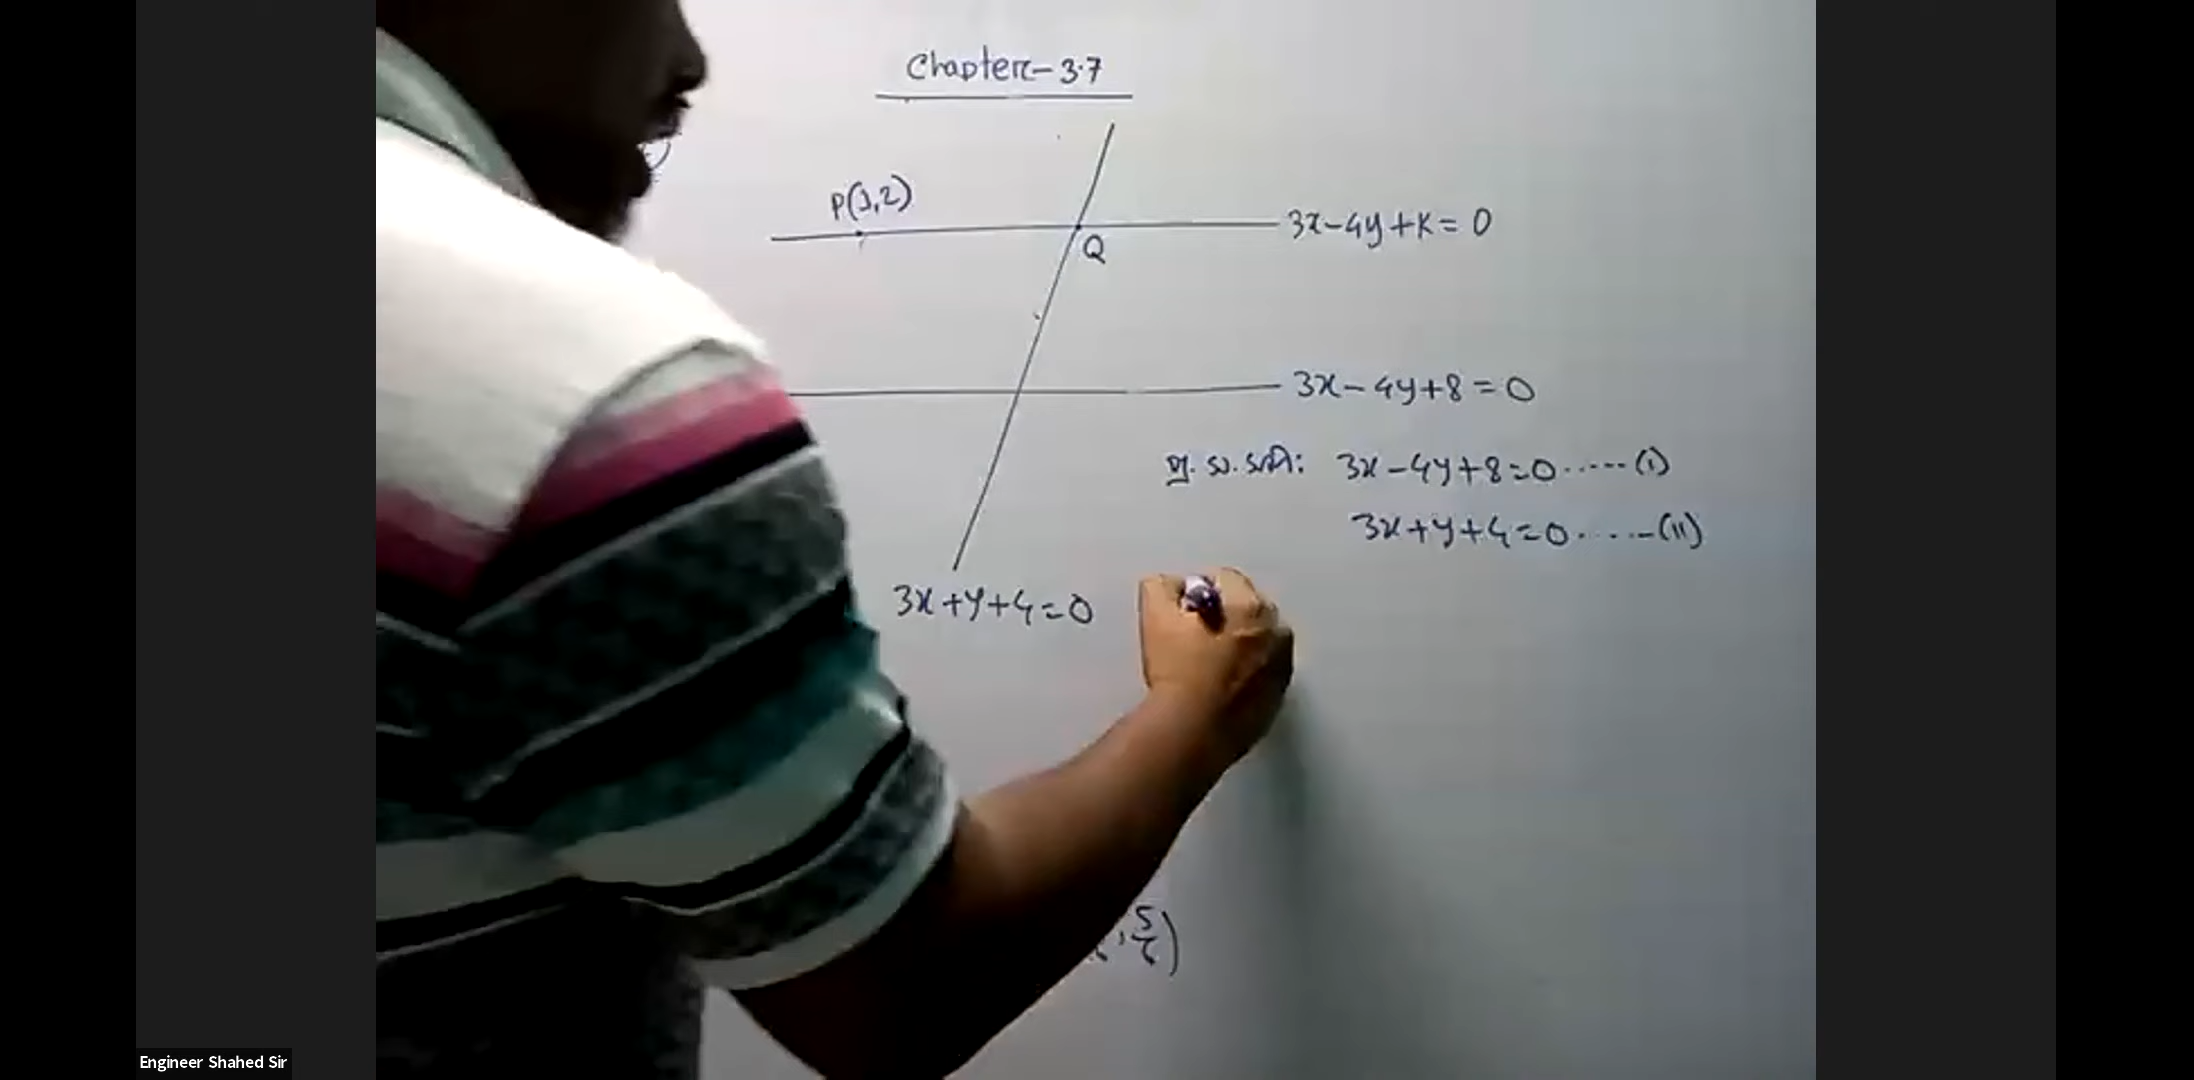 Chapter-3.7
P(1,2)
3x-4y+k=0
Q
3x-4y+8=0
প্র. স. রাশি: 3x-4y+8=0......(i)
3x+y+4=0......(ii)
3x+y+4=0
Engineer Shahed Sir